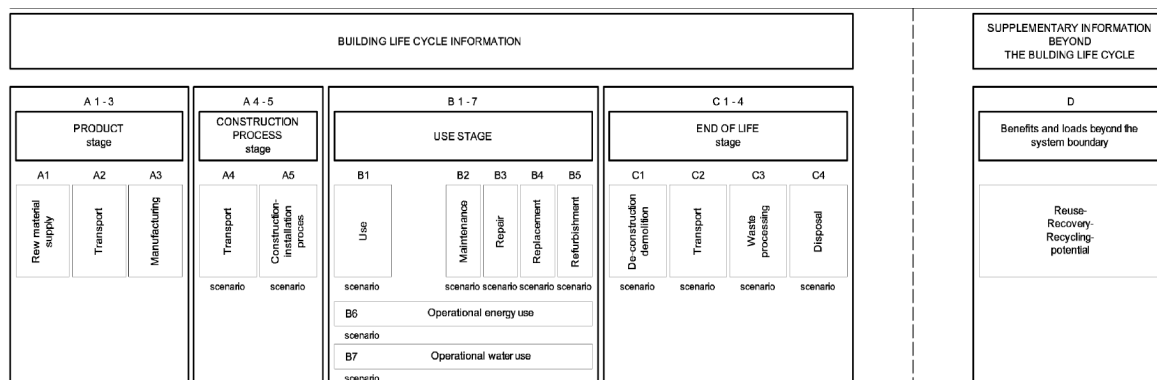 BUILDING LIFE CYCLE INFORMATION
SUPPLEMENTARY INFORMATION
BEYOND
THE BULDING LIFE CYCLE
A 1 - 3
PRODUCT
stage
A1
A2
A3
Rew material
supply
Transport
Manufacturing
A 4 - 5
CONSTRUCTION
PROCESS
stage
A4
A5
Transport
Construction-
installation
proces
scenario
scenario
B 1 - 7
USE STAGE
B1
B2
B3
B4
B5
Use
Maintenance
Repair
Replacement
Refurbishment
scenario
scenario
scenario
scenario
scenario
B6
Operational energy use
scenario
B7
Operational water use
scenario
C 1 - 4
END OF LIFE
stage
C1
C2
C3
C4
De-construction
demolition
Transport
Waste
processing
Disposal
scenario
scenario
scenario
scenario
D
Benefits and loads beyond the
system boundary
Reuse-
Recovery-
Recycling-
potential